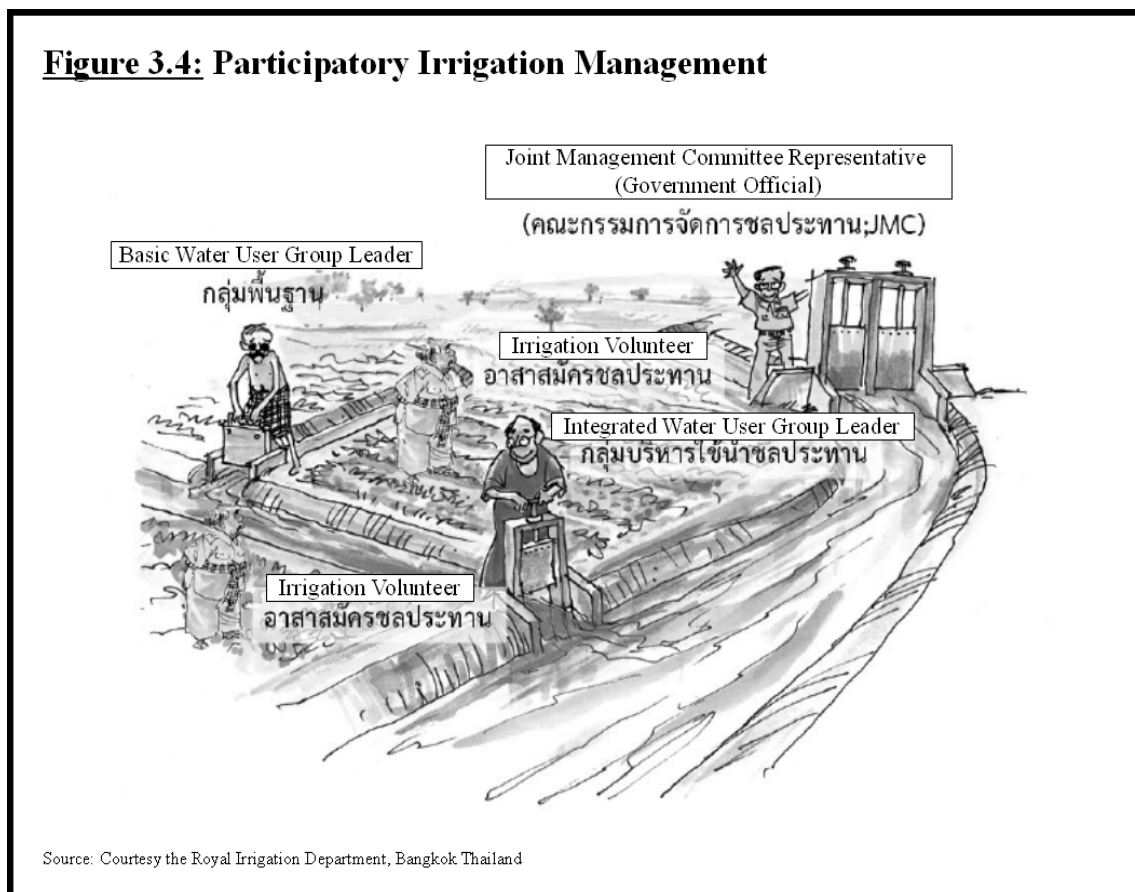 Figure 3.4: Participatory Irrigation Management
Joint Management Committee Representative
(Government Official)
(คณะกรรมการจัดการชลประทาน;JMC)
Basic Water User Group Leader
กลุ่มพื้นฐาน
Irrigation Volunteer
อาสาสมัครชลประทาน
Integrated Water User Group Leader
กลุ่มบริหารใช้น้ำชลประทาน
Irrigation Volunteer
อาสาสมัครชลประทาน
Source: Courtesy the Royal Irrigation Department, Bangkok Thailand